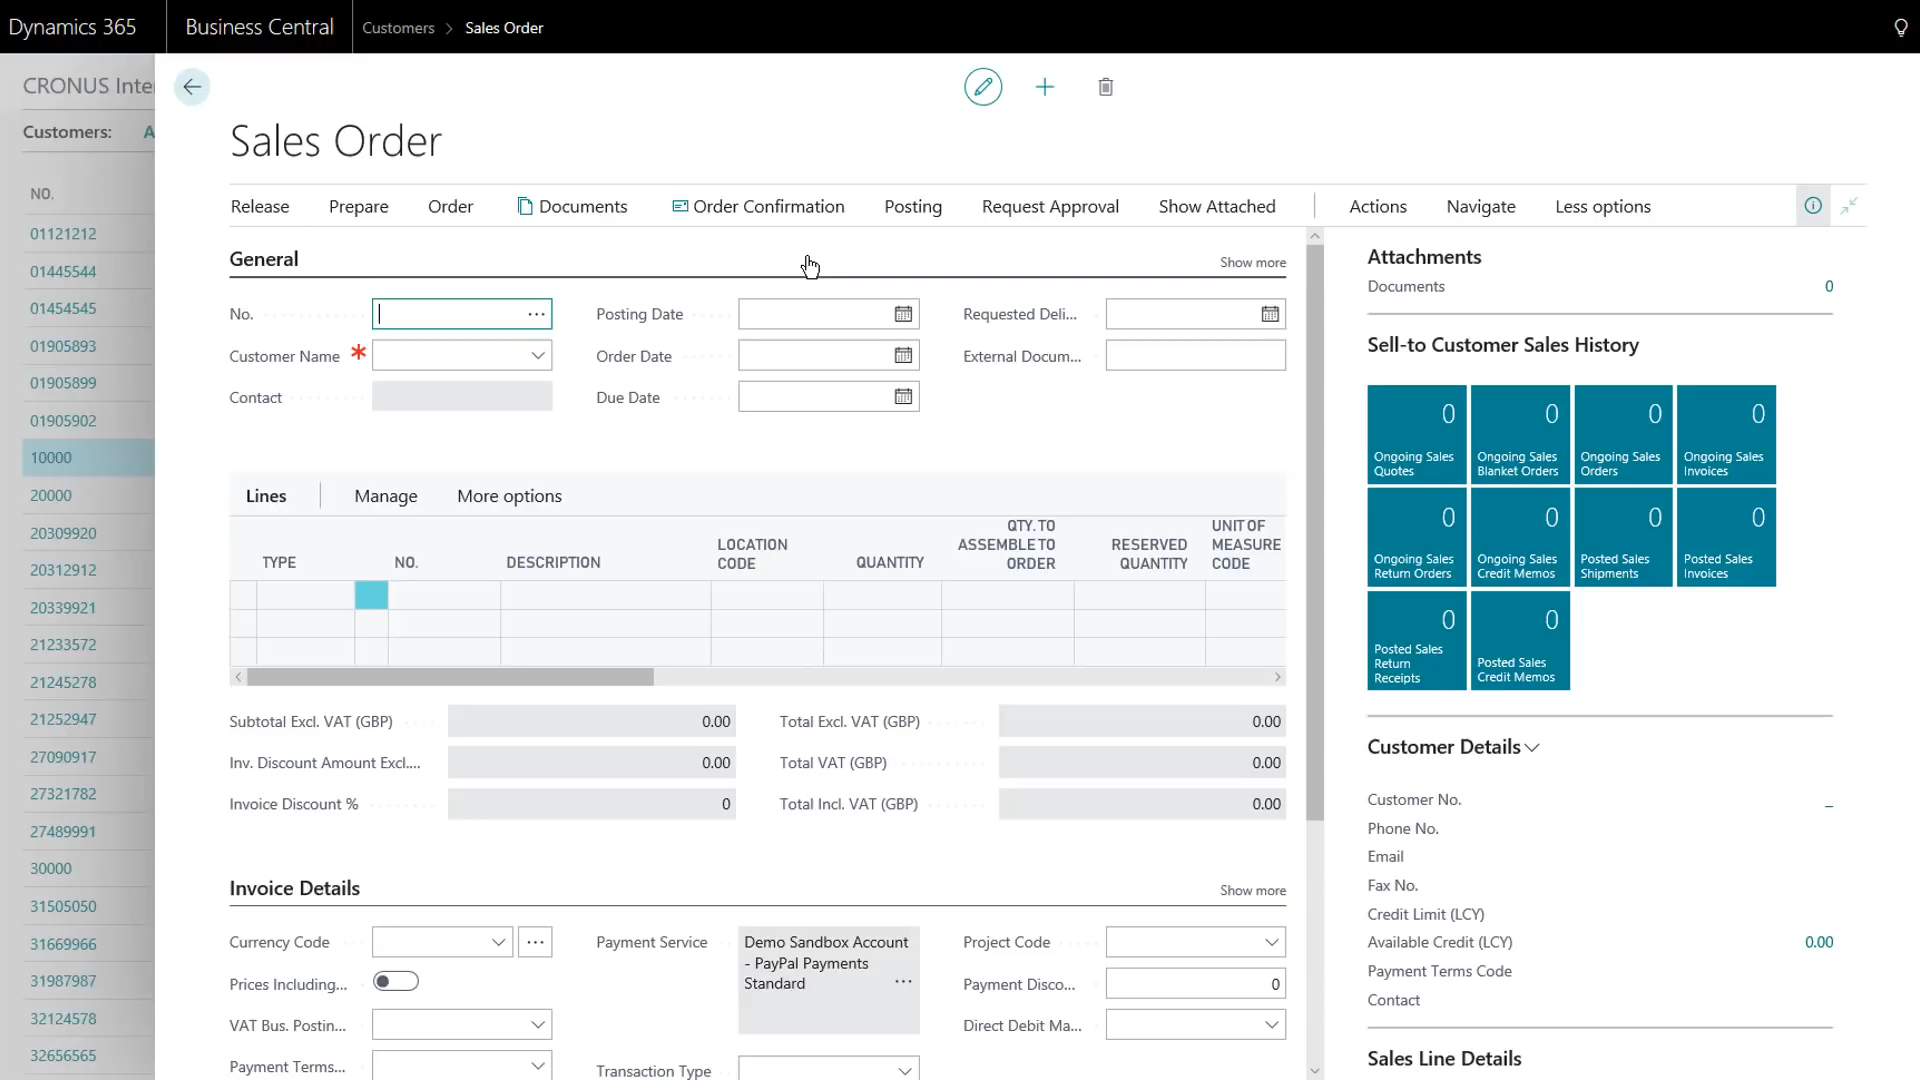 Dynamics 365
Business Central
Customers > Sales Order
CRONUS Inter
Customers: A
NO.
01121212
01445544
01454545
01905893
01905899
01905902
10000
20000
20309920
20312912
20339921
21233572
21245278
21252947
27090917
27321782
27489991
30000
31505050
31669966
31987987
32124578
32656565
Sales Order
Release Prepare Order Documents Order Confirmation Posting Request Approval Show Attached Actions Navigate Less options
General Show more
No. ...
Posting Date
Requested Deli...
Customer Name *
Order Date
External Docum...
Contact
Due Date
Lines Manage More options
TYPE
NO.
DESCRIPTION
LOCATION
CODE
QUANTITY
QTY. TO
ASSEMBLE TO
ORDER
RESERVED
QUANTITY
UNIT OF
MEASURE
CODE
Subtotal Excl. VAT (GBP) 0.00
Total Excl. VAT (GBP) 0.00
Inv. Discount Amount Excl.... 0.00
Total VAT (GBP) 0.00
Invoice Discount % 0
Total Incl. VAT (GBP) 0.00
Invoice Details Show more
Currency Code ...
Payment Service
Demo Sandbox Account
- PayPal Payments
Standard ...
Project Code
Prices Including...
Payment Disco... 0
VAT Bus. Postin...
Direct Debit Ma...
Payment Terms...
Transaction Type
Attachments
Documents 0
Sell-to Customer Sales History
0
Ongoing Sales
Quotes
0
Ongoing Sales
Blanket Orders
0
Ongoing Sales
Orders
0
Ongoing Sales
Invoices
0
Ongoing Sales
Return Orders
0
Ongoing Sales
Credit Memos
0
Posted Sales
Shipments
0
Posted Sales
Invoices
0
Posted Sales
Return
Receipts
0
Posted Sales
Credit Memos
Customer Details
Customer No. _
Phone No.
Email
Fax No.
Credit Limit (LCY)
Available Credit (LCY) 0.00
Payment Terms Code
Contact
Sales Line Details